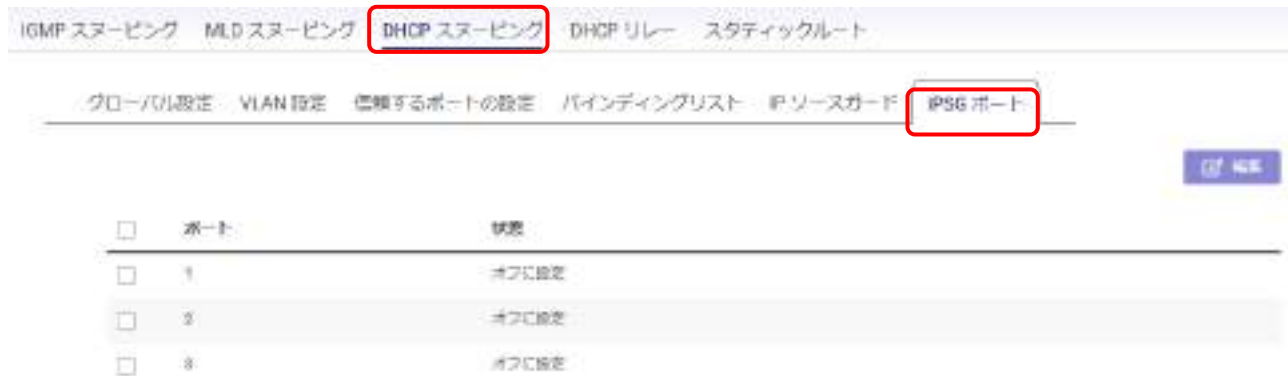 IGMP スヌーピング MLD スヌーピング DHCP スヌーピング DHCP リレー スタティックルート
グローバル設定 VLAN 設定 信頼するポートの設定 バインディングリスト IP ソースガード IPSG ポート
編集
ポート 状態
1 オフに設定
2 オフに設定
3 オフに設定